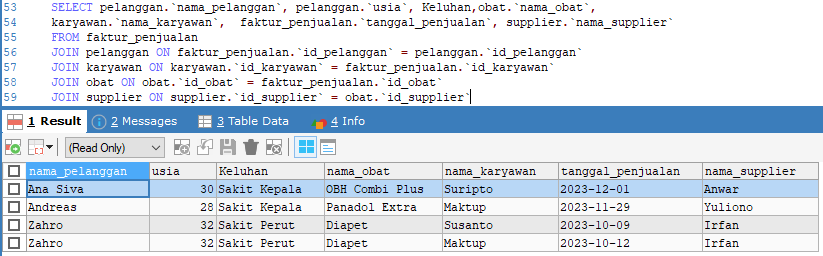 53 SELECT pelanggan.`nama_pelanggan`, pelanggan.`usia`, Keluhan,obat.`nama_obat`,
54 karyawan.`nama_karyawan`, faktur_penjualan.`tanggal_penjualan`, supplier.`nama_supplier`
55 FROM faktur_penjualan
56 JOIN pelanggan ON faktur_penjualan.`id_pelanggan` = pelanggan.`id_pelanggan`
57 JOIN karyawan ON karyawan.`id_karyawan` = faktur_penjualan.`id_karyawan`
58 JOIN obat ON obat.`id_obat` = faktur_penjualan.`id_obat`
59 JOIN supplier ON supplier.`id_supplier` = obat.`id_supplier`
1 Result 2 Messages 3 Table Data 4 Info
(Read Only)
nama_pelanggan usia Keluhan nama_obat nama_karyawan tanggal_penjualan nama_supplier
Ana Siva 30 Sakit Kepala OBH Combi Plus Suripto 2023-12-01 Anwar
Andreas 28 Sakit Kepala Panadol Extra Maktup 2023-11-29 Yuliono
Zahro 32 Sakit Perut Diapet Susanto 2023-10-09 Irfan
Zahro 32 Sakit Perut Diapet Maktup 2023-10-12 Irfan